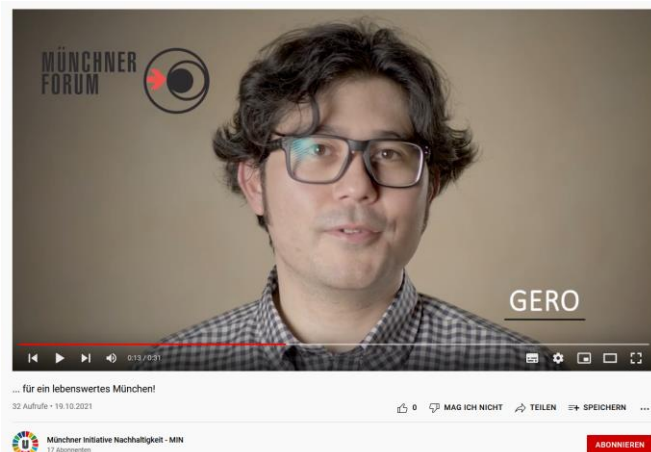 MÜNCHNER
FORUM
GERO
0:13 / 0:31
... für ein lebenswertes München!
32 Aufrufe • 19.10.2021
0 MAG ICH NICHT TEILEN SPEICHERN ...
Münchner Initiative Nachhaltigkeit - MIN
17 Abonnenten
ABONNIEREN